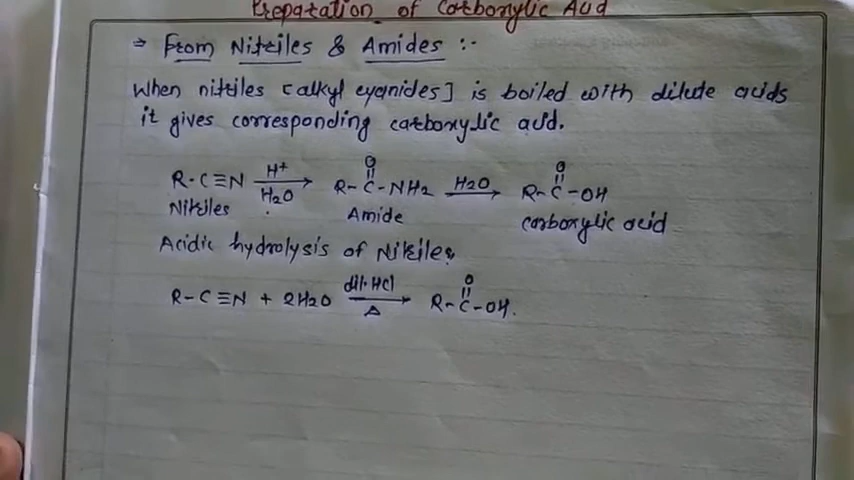 Preparation of Carboxylic Acid
⇒ From Nitriles & Amides :-
When nitriles [alkyl cyanides] is boiled with dilute acids
it gives corresponding carboxylic acid.
R-C≡N —H+/H2O→ R-C(=O)-NH2 —H2O→ R-C(=O)-OH
Nitriles Amide carboxylic acid
Acidic hydrolysis of Nitriles
R-C≡N + 2H2O —dil·HCl/Δ→ R-C(=O)-OH.